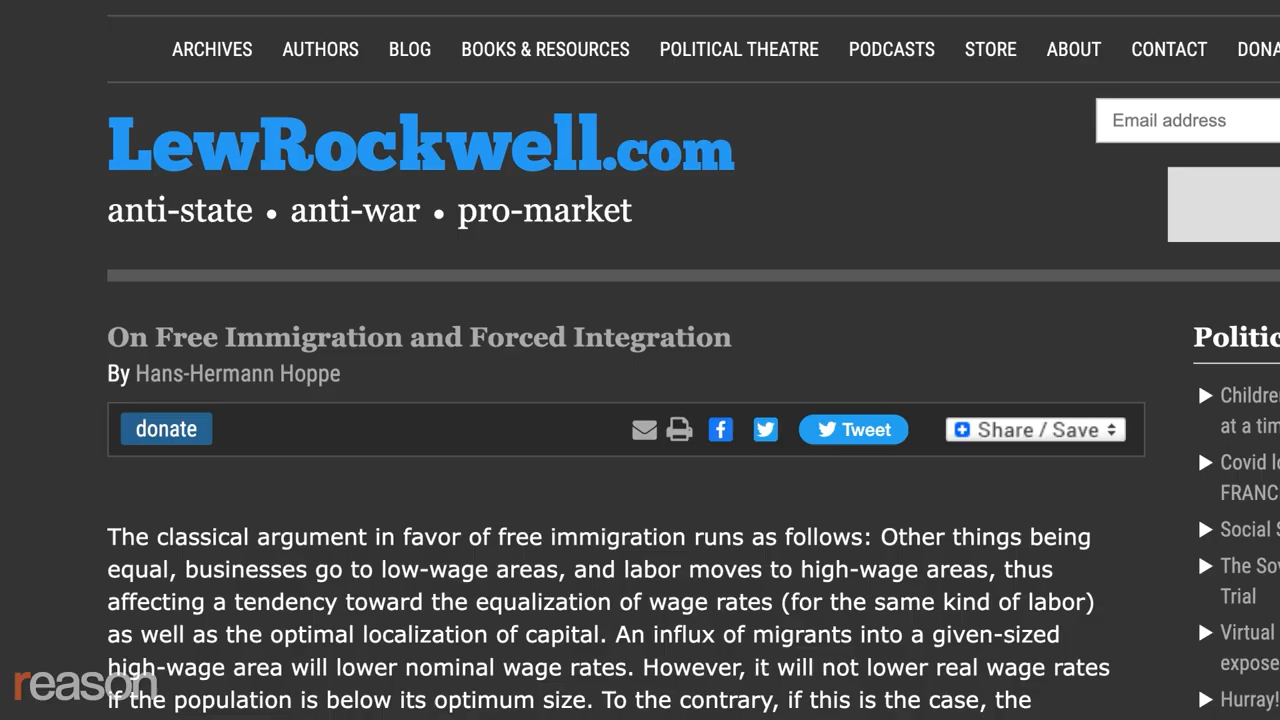 ARCHIVES AUTHORS BLOG BOOKS & RESOURCES POLITICAL THEATRE PODCASTS STORE ABOUT CONTACT DONA
Email address
LewRockwell.com
anti-state • anti-war • pro-market
On Free Immigration and Forced Integration
By Hans-Hermann Hoppe
donate
Tweet
Share / Save
The classical argument in favor of free immigration runs as follows: Other things being
equal, businesses go to low-wage areas, and labor moves to high-wage areas, thus
affecting a tendency toward the equalization of wage rates (for the same kind of labor)
as well as the optimal localization of capital. An influx of migrants into a given-sized
high-wage area will lower nominal wage rates. However, it will not lower real wage rates
if the population is below its optimum size. To the contrary, if this is the case, the
Politic
Childre
at a tim
Covid lo
FRANC
Social S
The Sov
Trial
Virtual
expose
Hurray!
reason